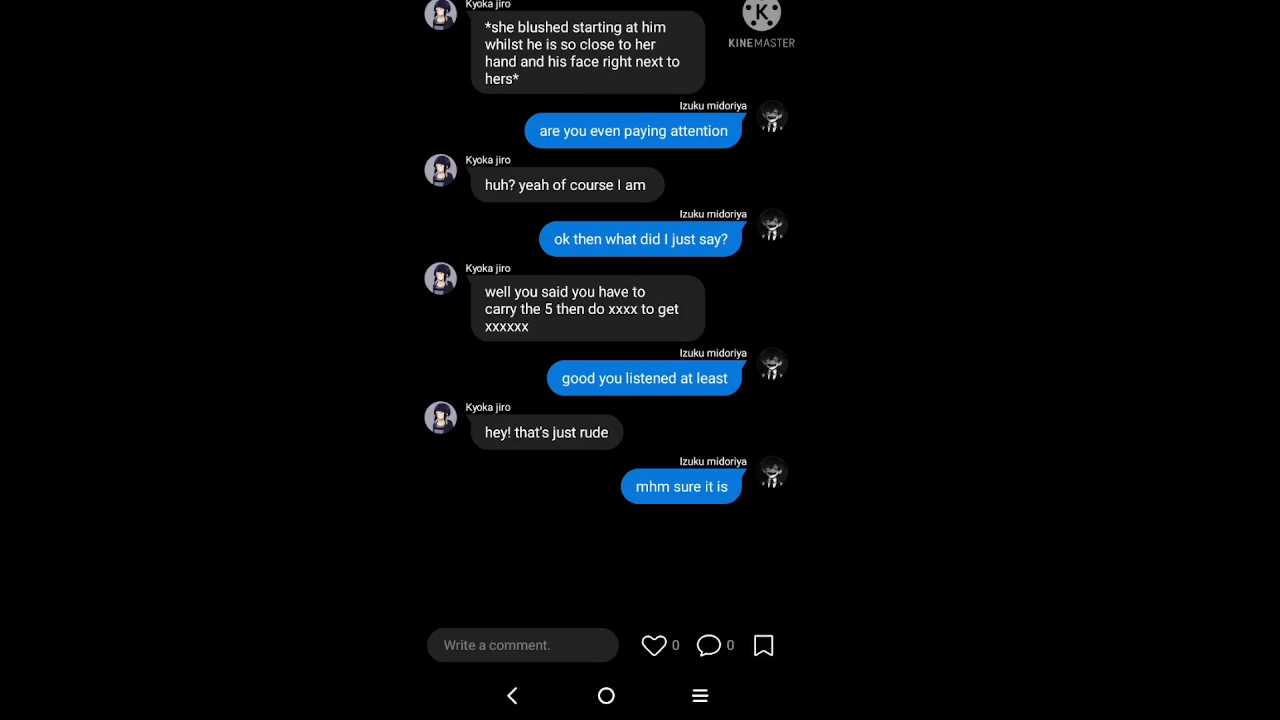 Kyoka jiro
*she blushed starting at him
whilst he is so close to her
hand and his face right next to
hers*
K
KINEMASTER
Izuku midoriya
are you even paying attention
Kyoka jiro
huh? yeah of course I am
Izuku midoriya
ok then what did I just say?
Kyoka jiro
well you said you have to
carry the 5 then do xxxx to get
xxxxxx
Izuku midoriya
good you listened at least
Kyoka jiro
hey! that's just rude
Izuku midoriya
mhm sure it is
Write a comment. 0 0